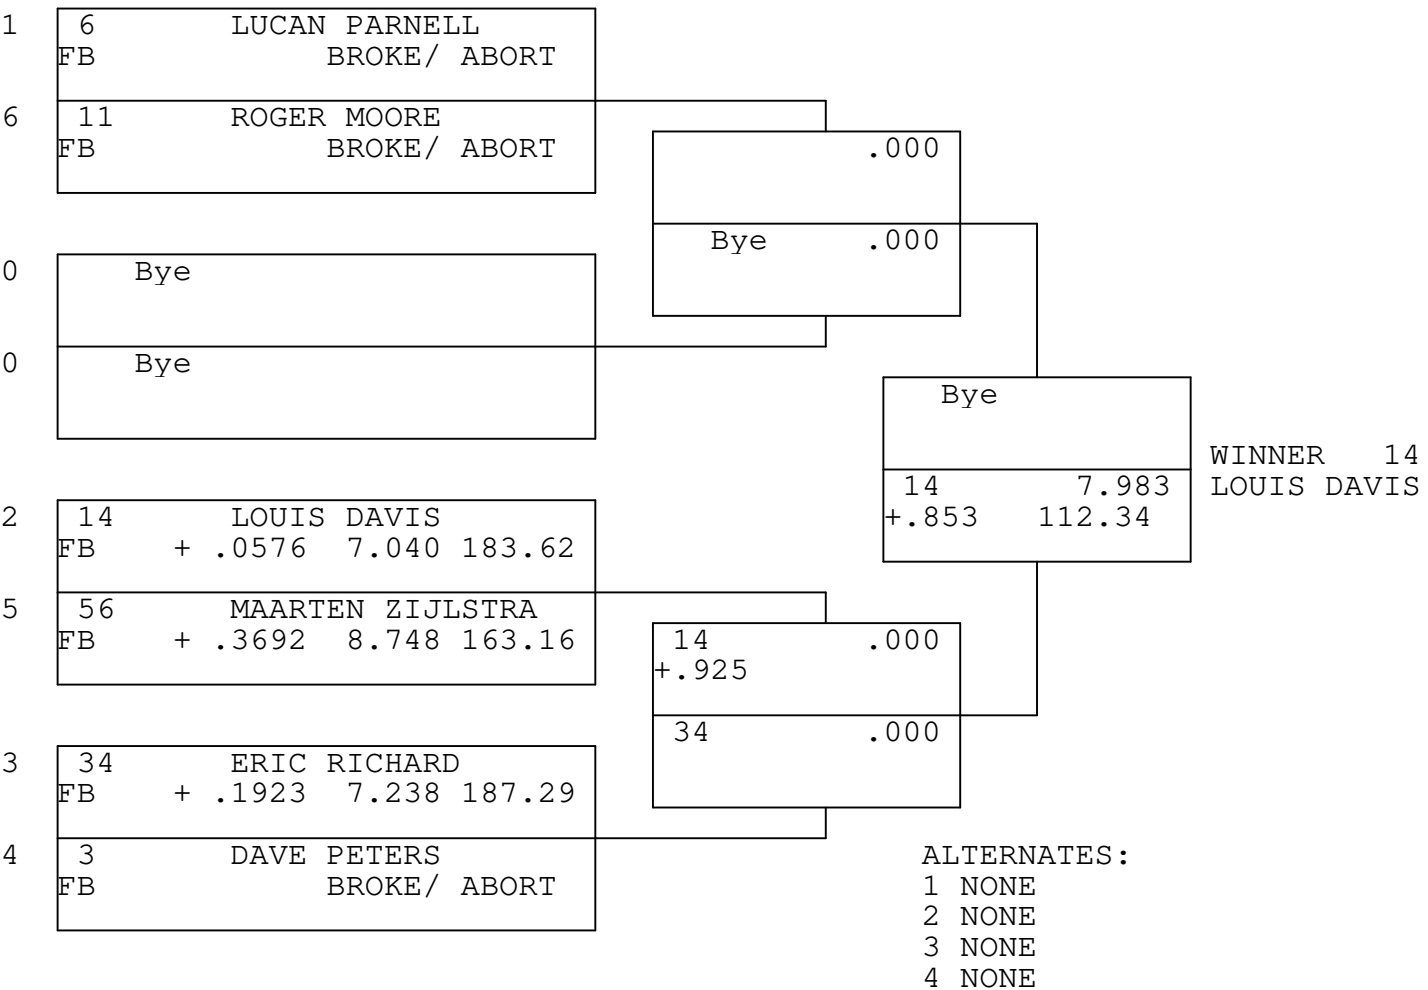 1 6 LUCAN PARNELL
FB BROKE/ ABORT
6 11 ROGER MOORE
FB BROKE/ ABORT
0 Bye
0 Bye
2 14 LOUIS DAVIS
FB + .0576 7.040 183.62
5 56 MAARTEN ZIJLSTRA
FB + .3692 8.748 163.16
3 34 ERIC RICHARD
FB + .1923 7.238 187.29
4 3 DAVE PETERS
FB BROKE/ ABORT
.000
Bye .000
14 .000
+.925
34 .000
Bye
14 7.983
+.853 112.34
WINNER 14
LOUIS DAVIS
ALTERNATES:
1 NONE
2 NONE
3 NONE
4 NONE